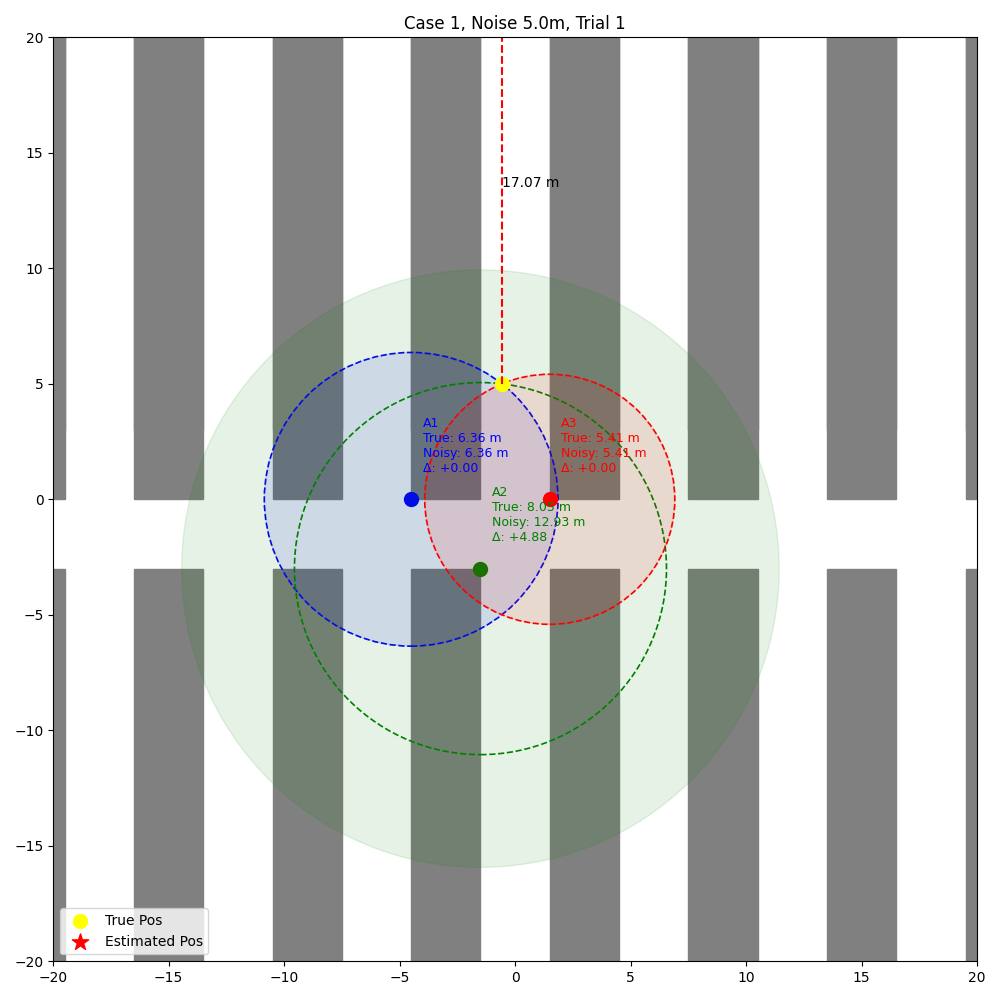 Case 1, Noise 5.0m, Trial 1
20
15
10
5
0
−5
−10
−15
−20
17.07 m
A1
True: 6.36 m
Noisy: 6.36 m
Δ: +0.00
A3
True: 5.41 m
Noisy: 5.41 m
Δ: +0.00
A2
True: 8.05 m
Noisy: 12.93 m
Δ: +4.88
True Pos
Estimated Pos
−20
−15
−10
−5
0
5
10
15
20